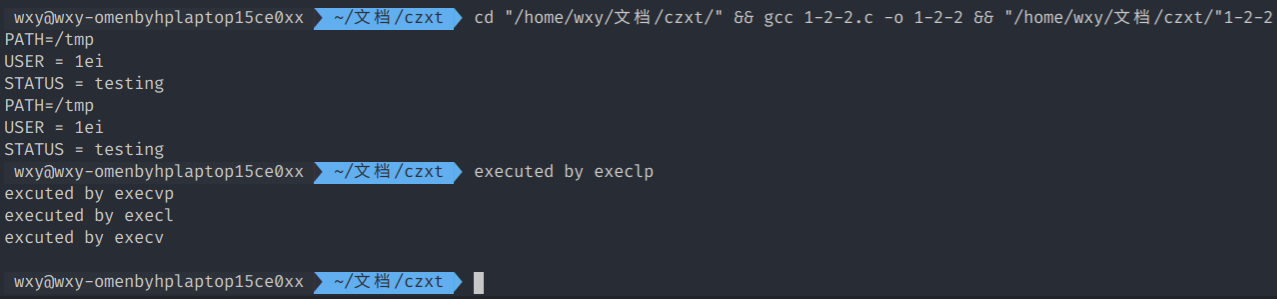 wxy@wxy-omenbyhplaptop15ce0xx ~/文档/czxt cd "/home/wxy/文档/czxt/" && gcc 1-2-2.c -o 1-2-2 && "/home/wxy/文档/czxt/"1-2-2
PATH=/tmp
USER = 1ei
STATUS = testing
PATH=/tmp
USER = 1ei
STATUS = testing
wxy@wxy-omenbyhplaptop15ce0xx ~/文档/czxt executed by execlp
excuted by execvp
executed by execl
excuted by execv
wxy@wxy-omenbyhplaptop15ce0xx ~/文档/czxt